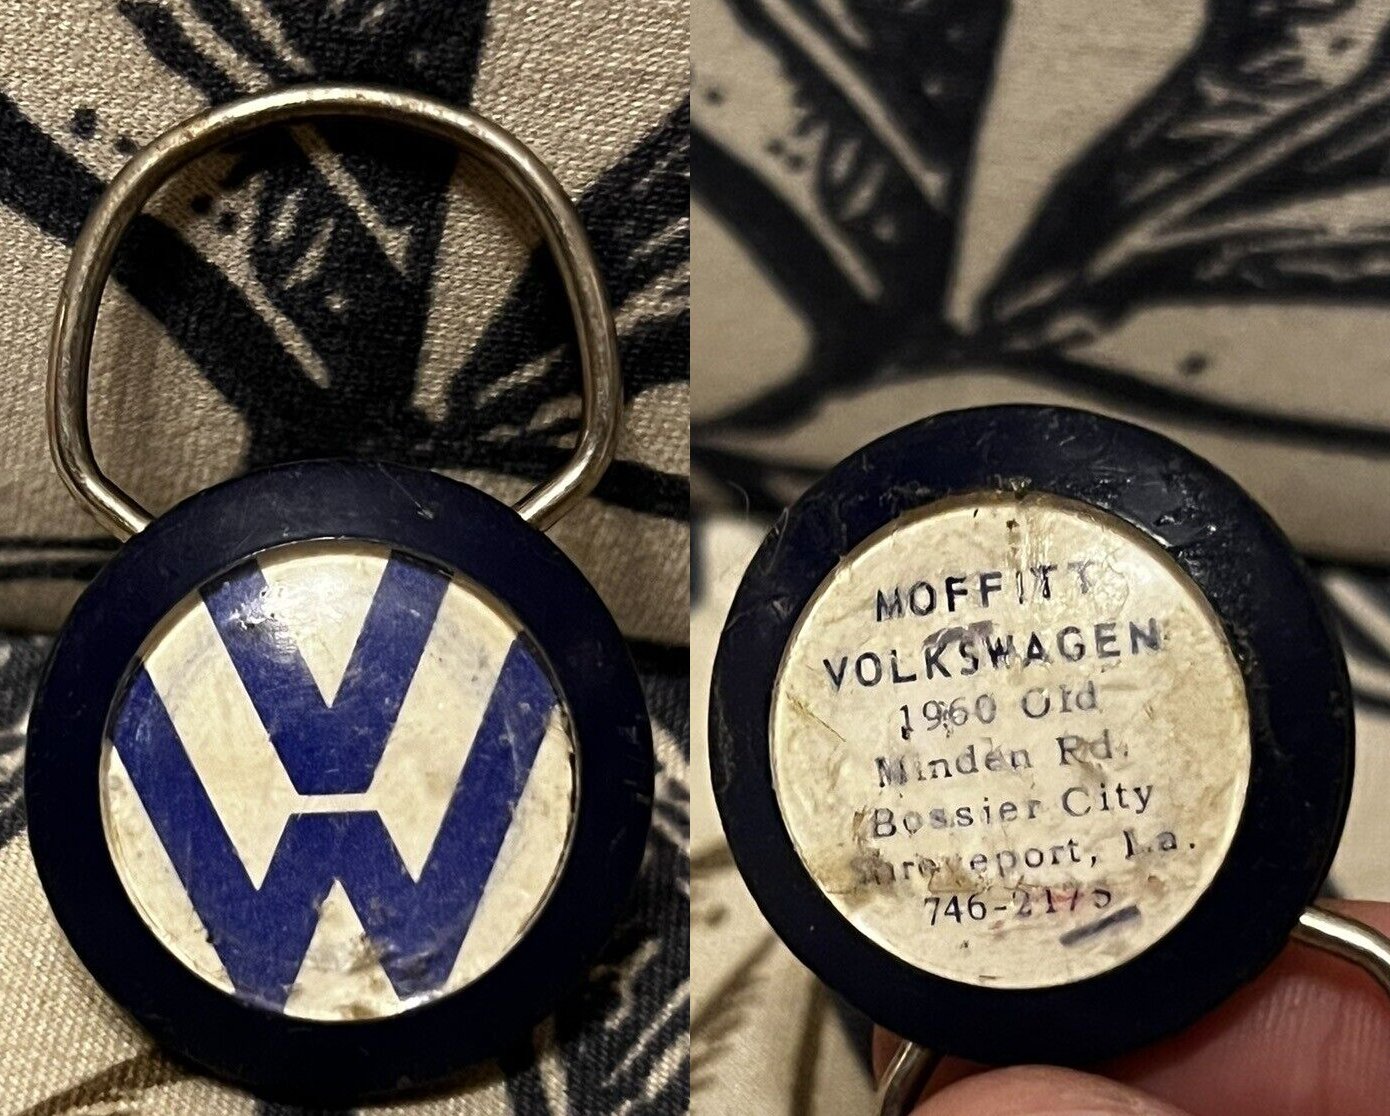 VW
MOFFITT
VOLKSWAGEN
1960 Old
Minden Rd.
Bossier City
Shreveport, La.
746-2175